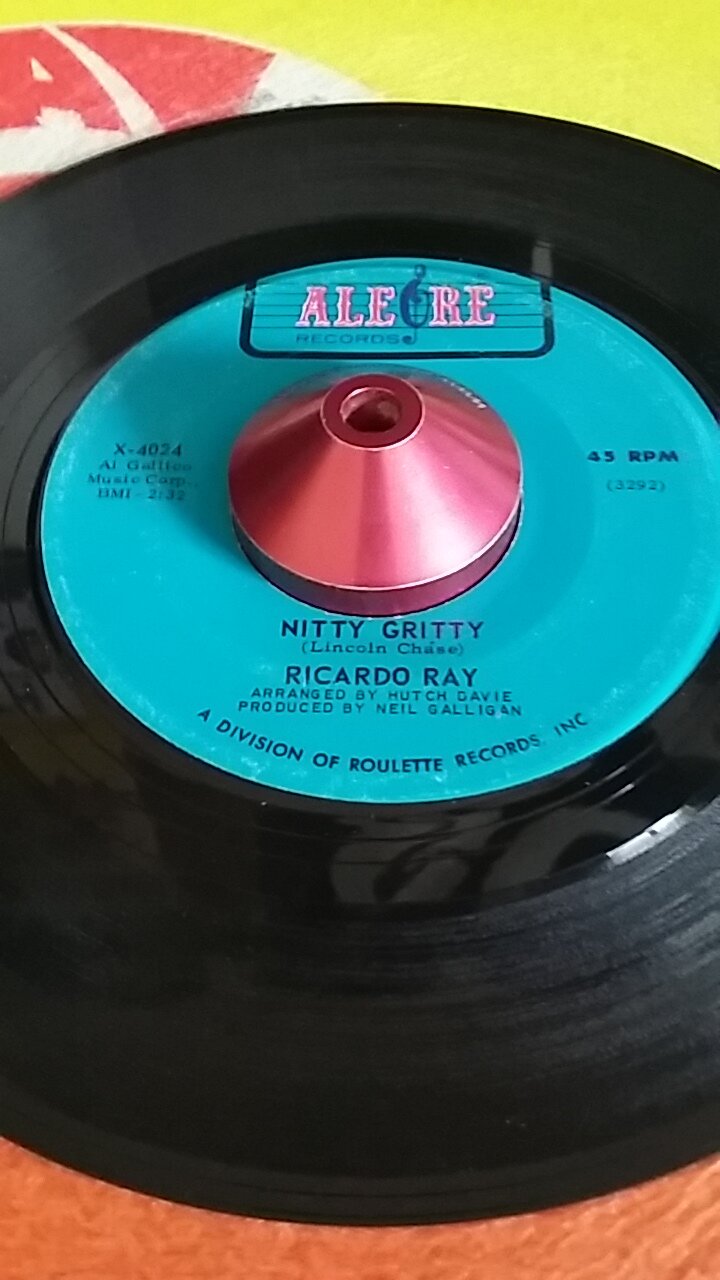 ALEGRE
RECORDS
X-4024
Al Gallico
Music Corp.
BMI - 2:32
45 RPM
(3292)
NITTY GRITTY
(Lincoln Chase)
RICARDO RAY
ARRANGED BY HUTCH DAVIE
PRODUCED BY NEIL GALLIGAN
A DIVISION OF ROULETTE RECORDS, INC